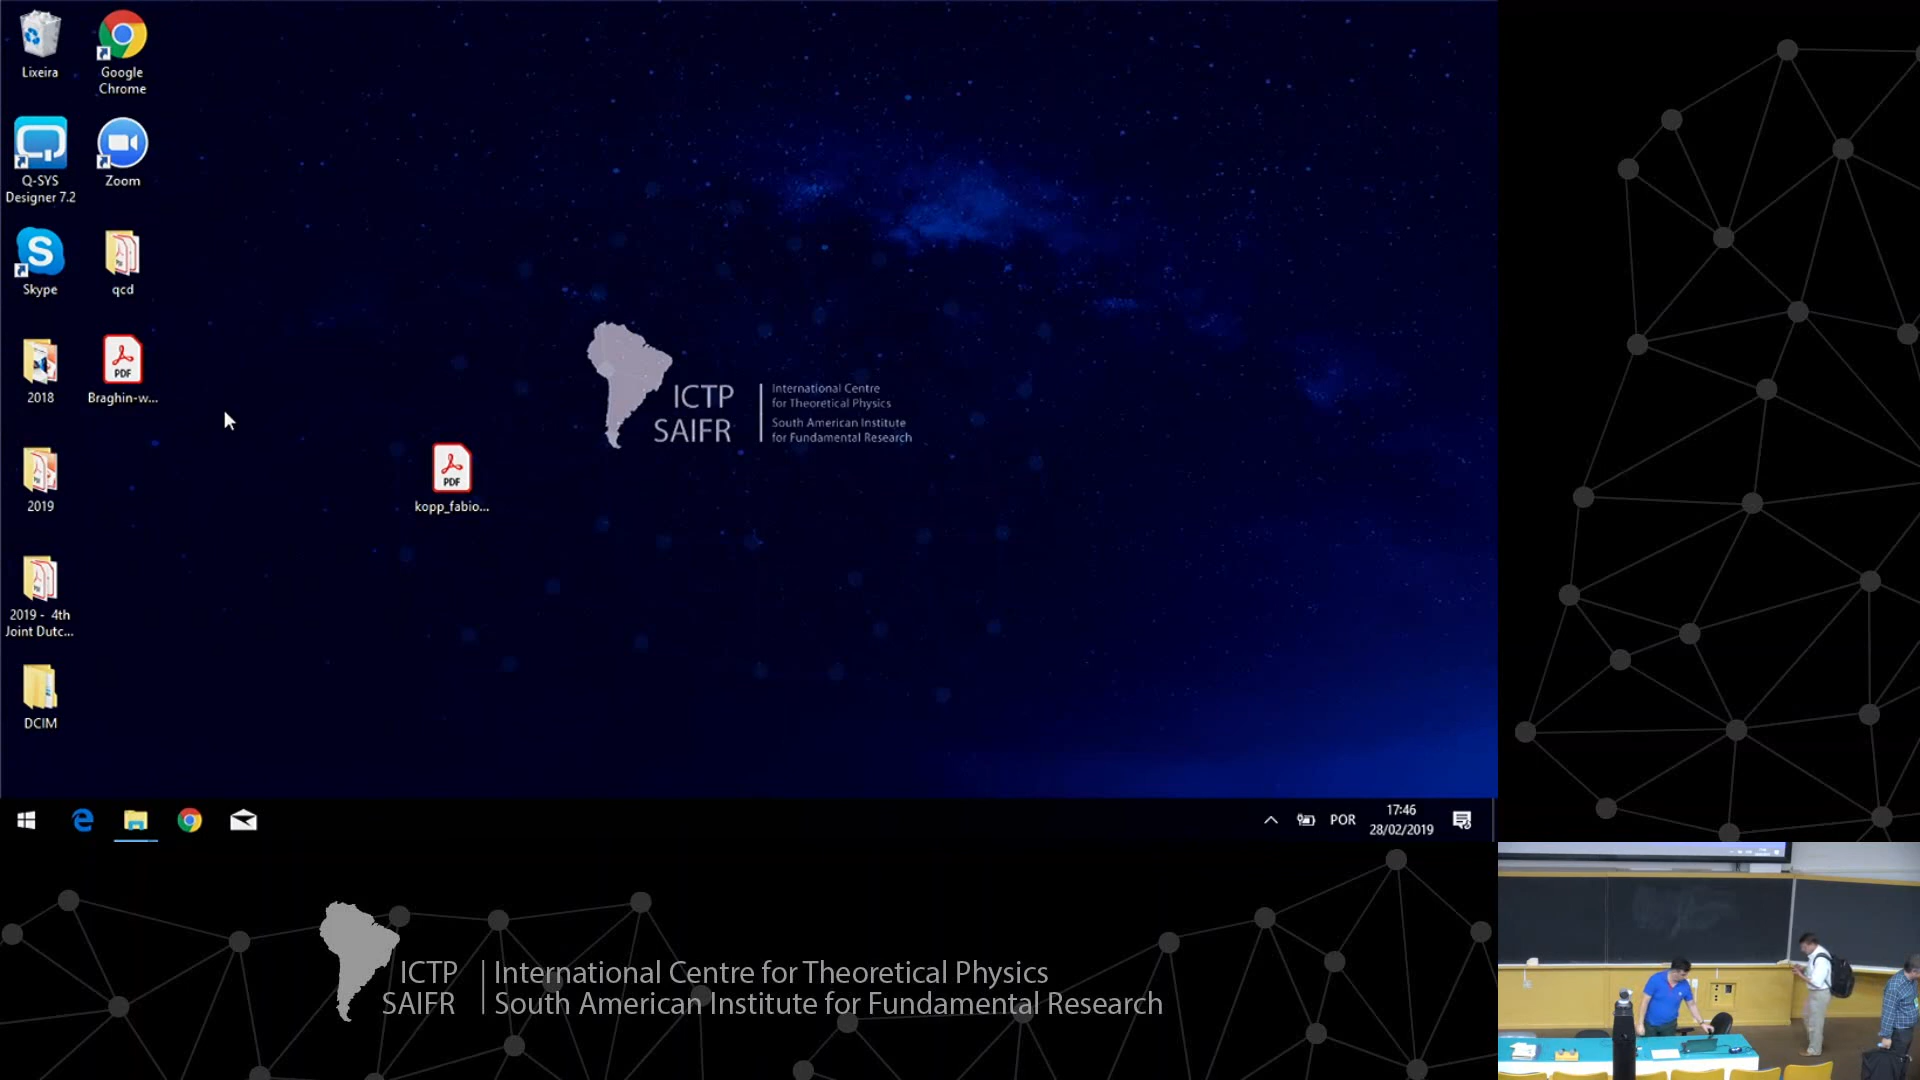 Lixeira
Google
Chrome
Q-SYS
Designer 7.2
Zoom
Skype
qcd
2018
PDF
Braghin-w...
2019
PDF
kopp_fabio...
2019 - 4th
Joint Dutc...
DCIM
ICTP
SAIFR
International Centre
for Theoretical Physics
South American Institute
for Fundamental Research
POR
17:46
28/02/2019
ICTP
SAIFR
International Centre for Theoretical Physics
South American Institute for Fundamental Research